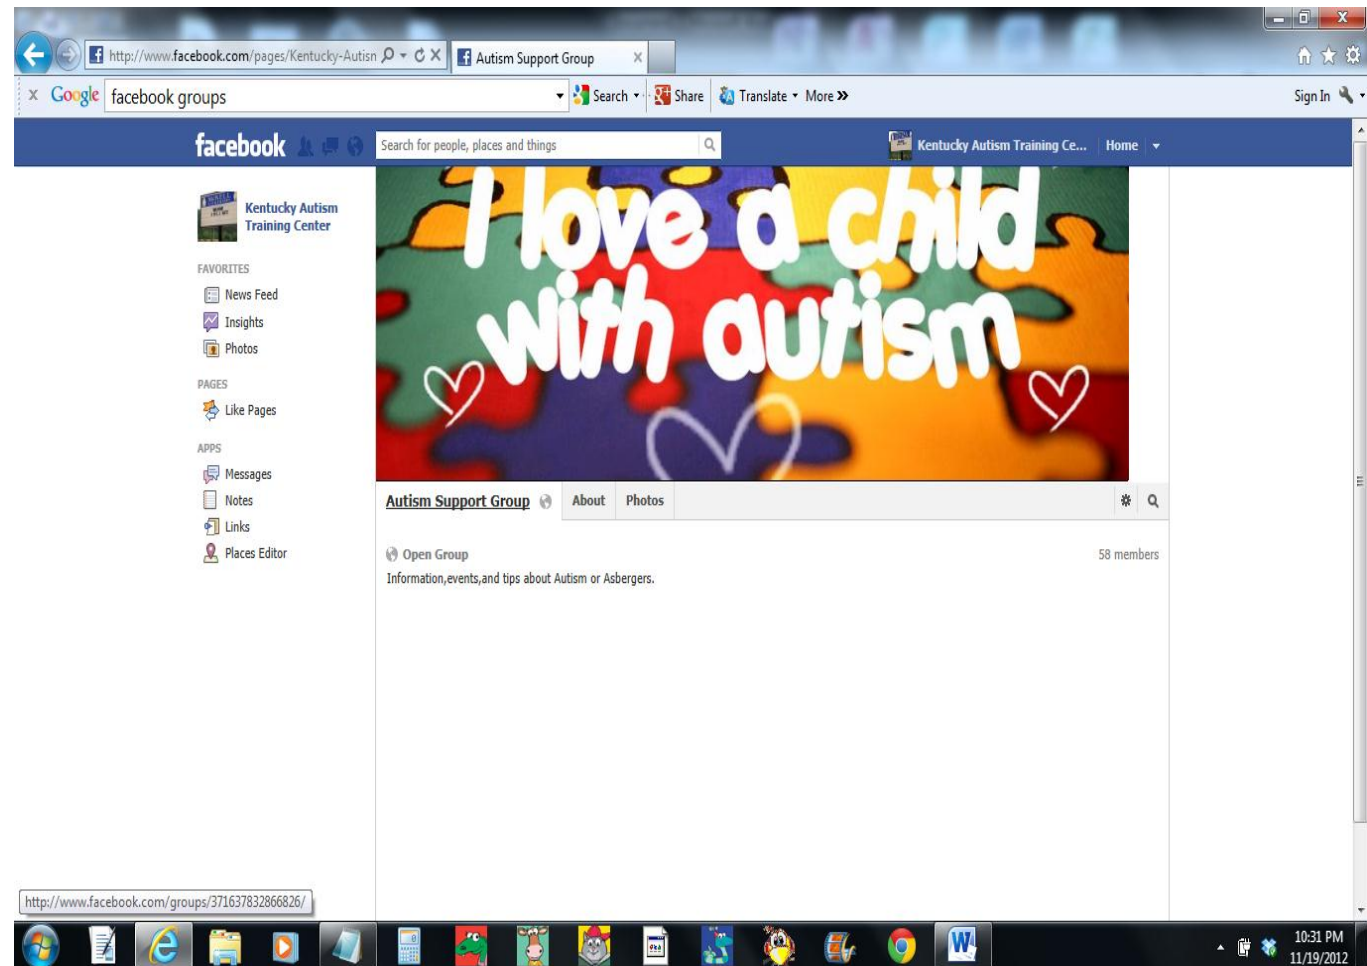 http://www.facebook.com/pages/Kentucky-Autisn
Autism Support Group
X Google facebook groups Search Share Translate More >> Sign In
facebook Search for people, places and things Kentucky Autism Training Ce... Home
Kentucky Autism
Training Center
FAVORITES
News Feed
Insights
Photos
PAGES
Like Pages
APPS
Messages
Notes
Links
Places Editor
I love a child
with autism
Autism Support Group About Photos
Open Group 58 members
Information,events,and tips about Autism or Asbergers.
http://www.facebook.com/groups/371637832866826/
W
10:31 PM
11/19/2012